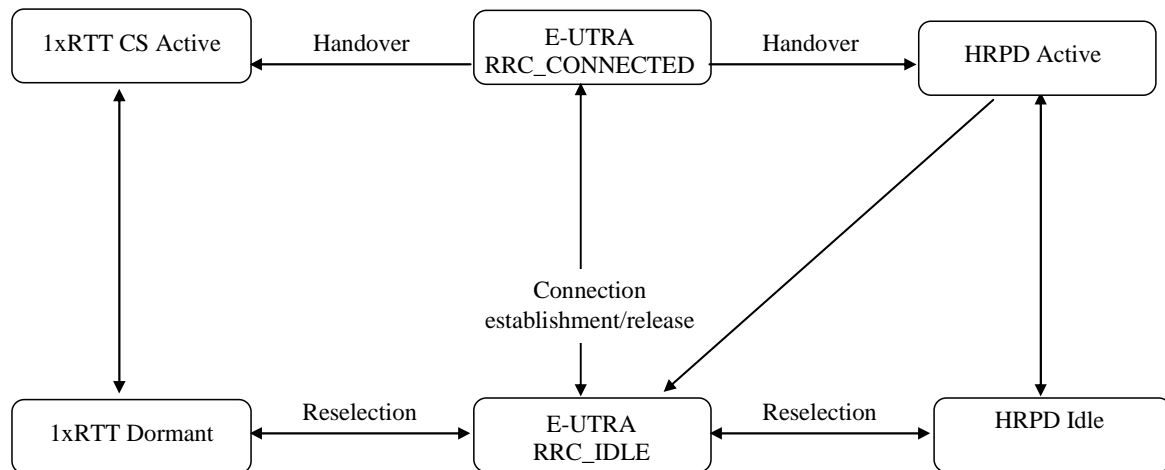 1xRTT CS Active
Handover
E-UTRA
RRC_CONNECTED
Handover
HRPD Active
Connection
establishment/release
1xRTT Dormant
Reselection
E-UTRA
RRC_IDLE
Reselection
HRPD Idle